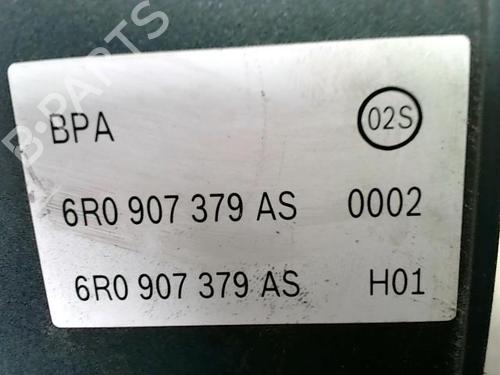 B-PARTS
BPA 02S
6R0 907 379 AS 0002
6R0 907 379 AS H01